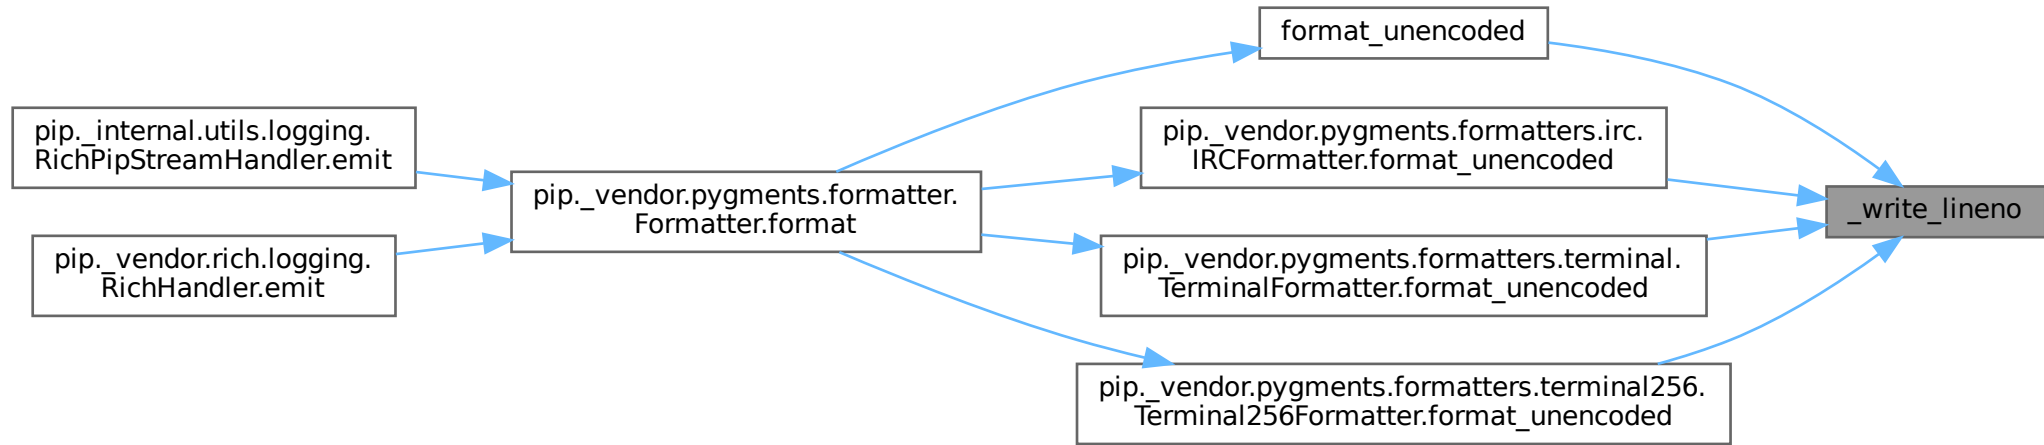 format_unencoded
pip._internal.utils.logging.
RichPipStreamHandler.emit
pip._vendor.pygments.formatters.irc.
IRCFormatter.format_unencoded
pip._vendor.pygments.formatter.
Formatter.format
_write_lineno
pip._vendor.rich.logging.
RichHandler.emit
pip._vendor.pygments.formatters.terminal.
TerminalFormatter.format_unencoded
pip._vendor.pygments.formatters.terminal256.
Terminal256Formatter.format_unencoded